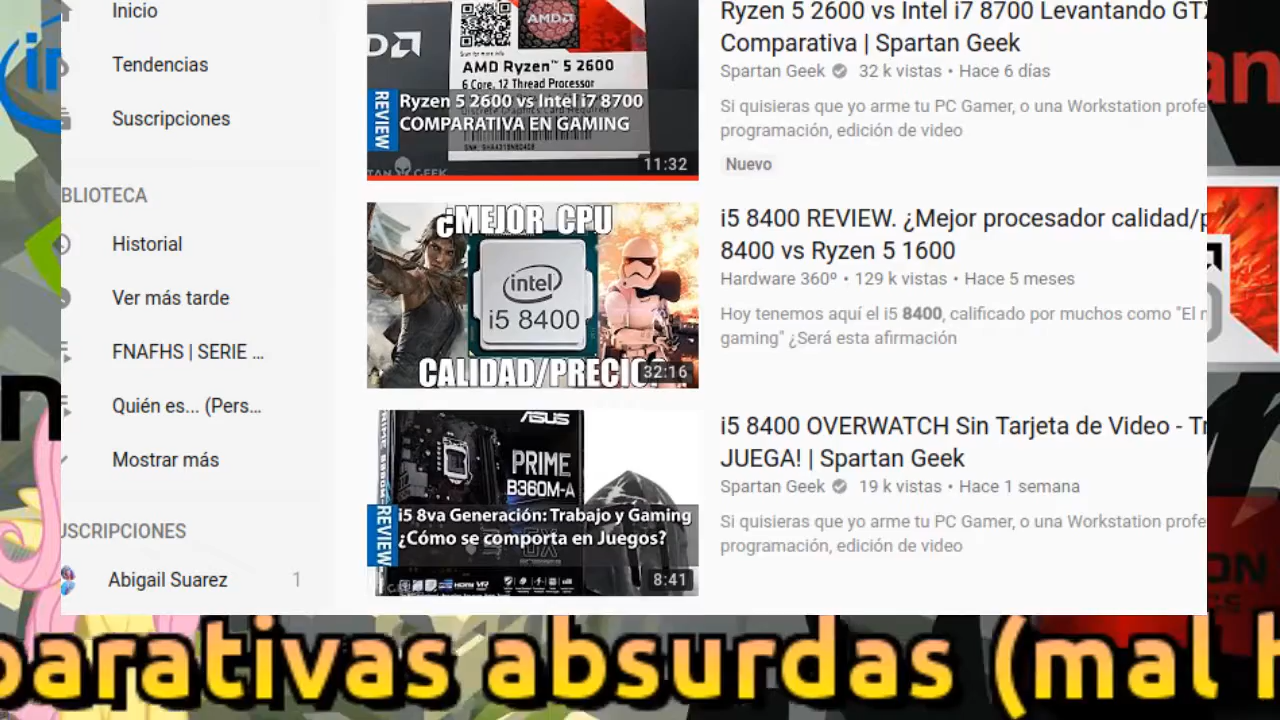 Inicio
Tendencias
Suscripciones
BLIOTECA
Historial
Ver más tarde
FNAFHS | SERIE ...
Quién es... (Pers...
Mostrar más
USCRIPCIONES
Abigail Suarez 1
AMD
AMD Ryzen™ 5 2600
6 Core, 12 Thread Processor
REVIEW
Ryzen 5 2600 vs Intel i7 8700
COMPARATIVA EN GAMING
TAN GEEK
11:32
Ryzen 5 2600 vs Intel i7 8700 Levantando GT
Comparativa | Spartan Geek
Spartan Geek 32 k vistas • Hace 6 días
Si quisieras que yo arme tu PC Gamer, o una Workstation profe
programación, edición de video
Nuevo
¿MEJOR CPU
intel
i5 8400
CALIDAD/PRECIO
32:16
i5 8400 REVIEW. ¿Mejor procesador calidad/p
8400 vs Ryzen 5 1600
Hardware 360º • 129 k vistas • Hace 5 meses
Hoy tenemos aquí el i5 8400, calificado por muchos como "El
gaming" ¿Será esta afirmación
ASUS
PRIME
B360M-A
REVIEW
i5 8va Generación: Trabajo y Gaming
¿Cómo se comporta en Juegos?
8:41
i5 8400 OVERWATCH Sin Tarjeta de Video - Tr
JUEGA! | Spartan Geek
Spartan Geek 19 k vistas • Hace 1 semana
Si quisieras que yo arme tu PC Gamer, o una Workstation profe
programación, edición de video
parativas absurdas (mal h